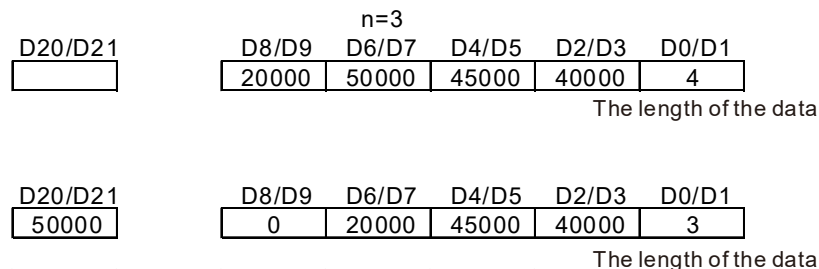 n=3
D20/D21 D8/D9 D6/D7 D4/D5 D2/D3 D0/D1
20000 50000 45000 40000 4
The length of the data
D20/D21 D8/D9 D6/D7 D4/D5 D2/D3 D0/D1
50000 0 20000 45000 40000 3
The length of the data